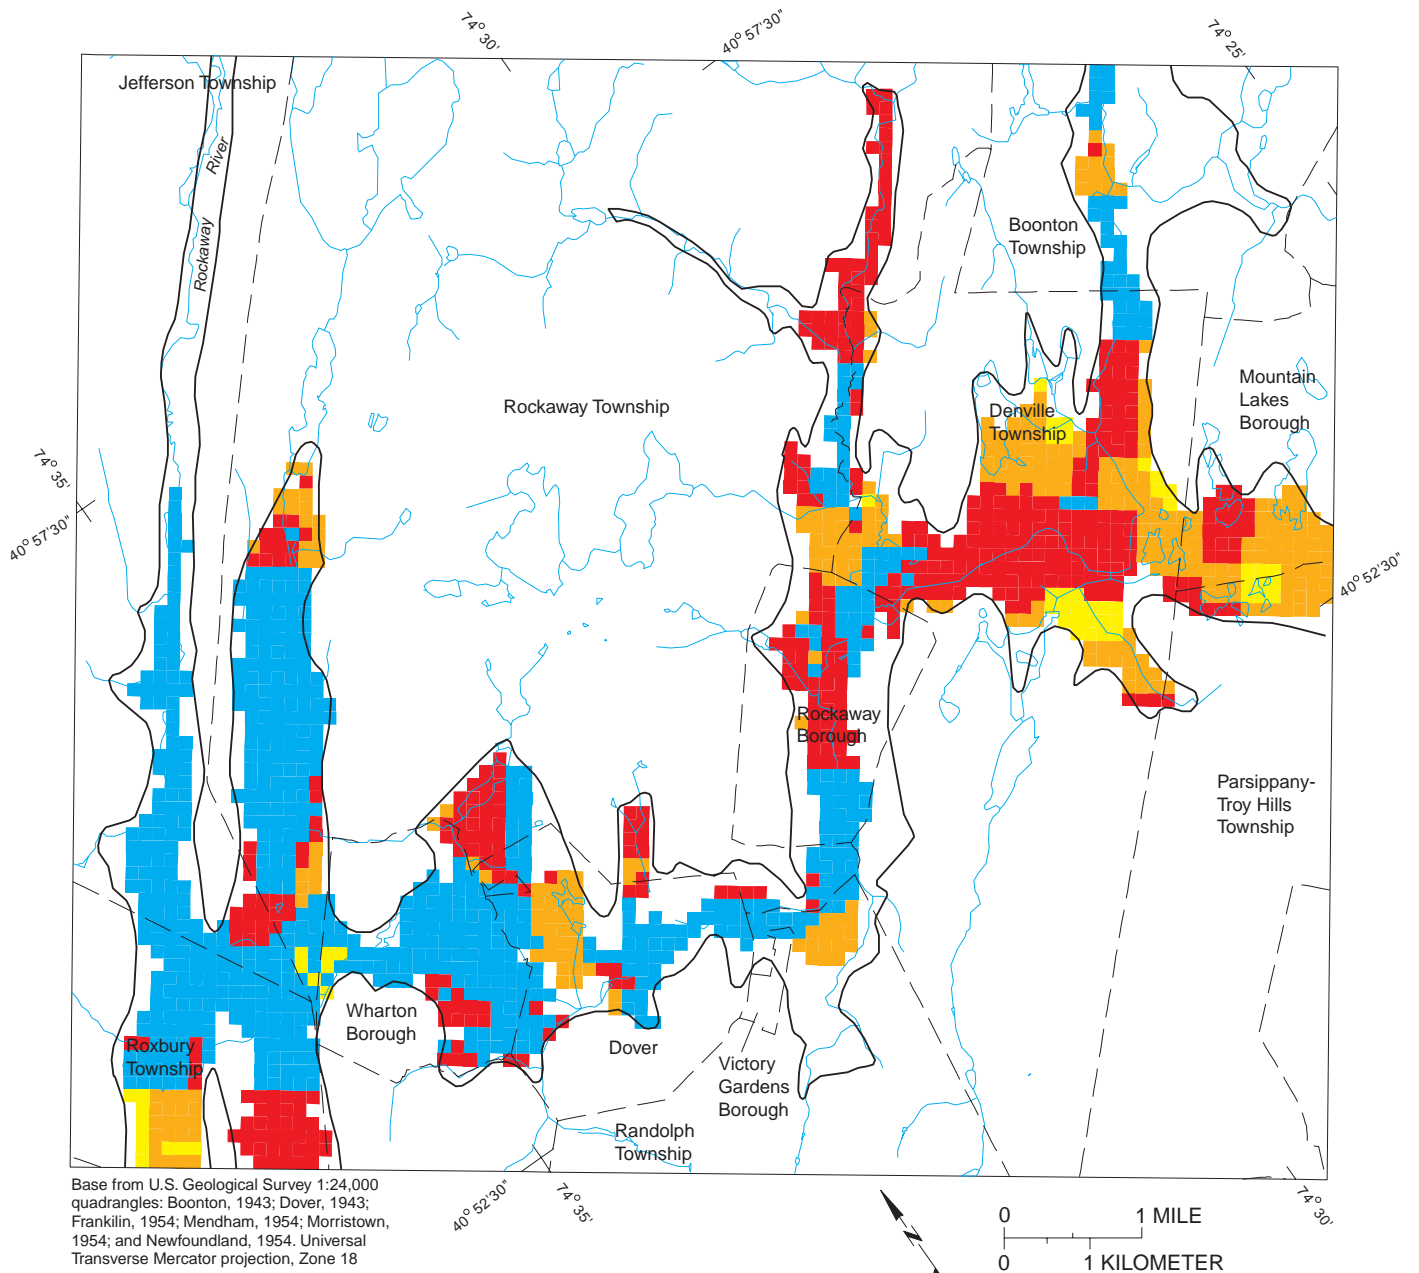 74° 30'
40° 57'30"
74° 25'
Jefferson Township
River
Rockaway
Boonton
Township
Mountain
Lakes
Borough
Rockaway Township
Denville
Township
74° 35'
40° 57'30"
40° 52'30"
Rockaway
Borough
Parsippany-
Troy Hills
Township
Wharton
Borough
Roxbury
Township
Dover
Victory
Gardens
Borough
Randolph
Township
Base from U.S. Geological Survey 1:24,000
quadrangles: Boonton, 1943; Dover, 1943;
Frankilin, 1954; Mendham, 1954; Morristown,
1954; and Newfoundland, 1954. Universal
Transverse Mercator projection, Zone 18
40° 52'30"
74° 35'
74° 30'
N
0 1 MILE
0 1 KILOMETER